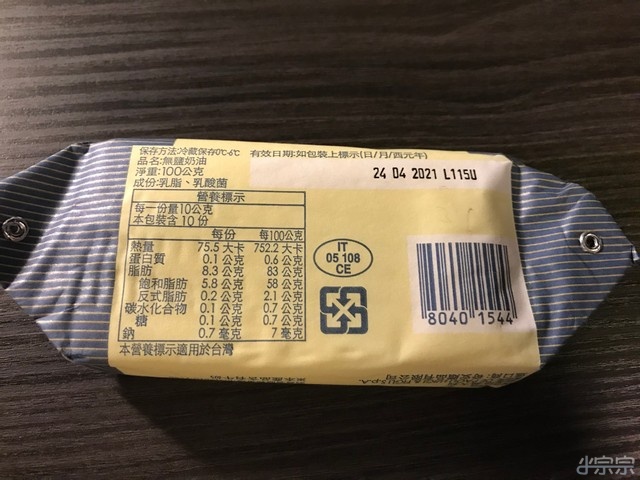 保存方法:冷藏保存0℃-6℃ 有效日期:如包裝上標示(日/月/西元年)
品名:無鹽奶油
淨重:100公克
24 04 2021 L115U
成份:乳脂、乳酸菌
營養標示
每一份量10公克
本包裝含 10 份
每份 每100公克
熱量 75.5 大卡 752.2 大卡
蛋白質 0.1 公克 0.6 公克
脂肪 8.3 公克 83 公克
飽和脂肪 5.8 公克 58 公克
反式脂肪 0.2 公克 2.1 公克
碳水化合物 0.1 公克 0.7 公克
糖 0.1 公克 0.7 公克
鈉 0.7 毫克 7 毫克
本營養標示適用於台灣
IT
05 108
CE
8040 1544
小宗宗